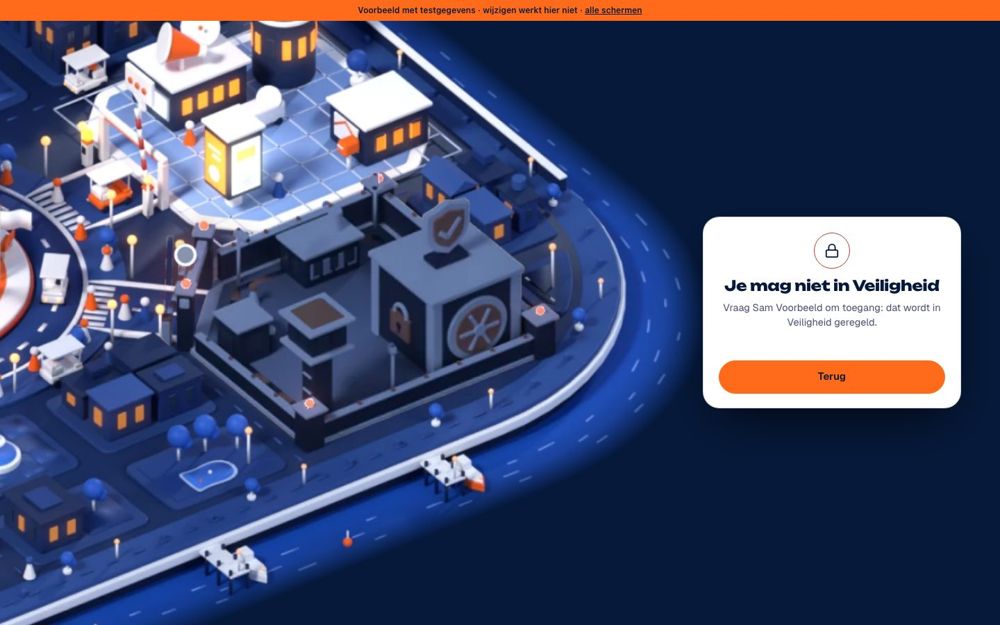 Voorbeeld met testgegevens · wijzigen werkt hier niet · alle schermen
Je mag niet in Veiligheid
Vraag Sam Voorbeeld om toegang: dat wordt in
Veiligheid geregeld.
Terug